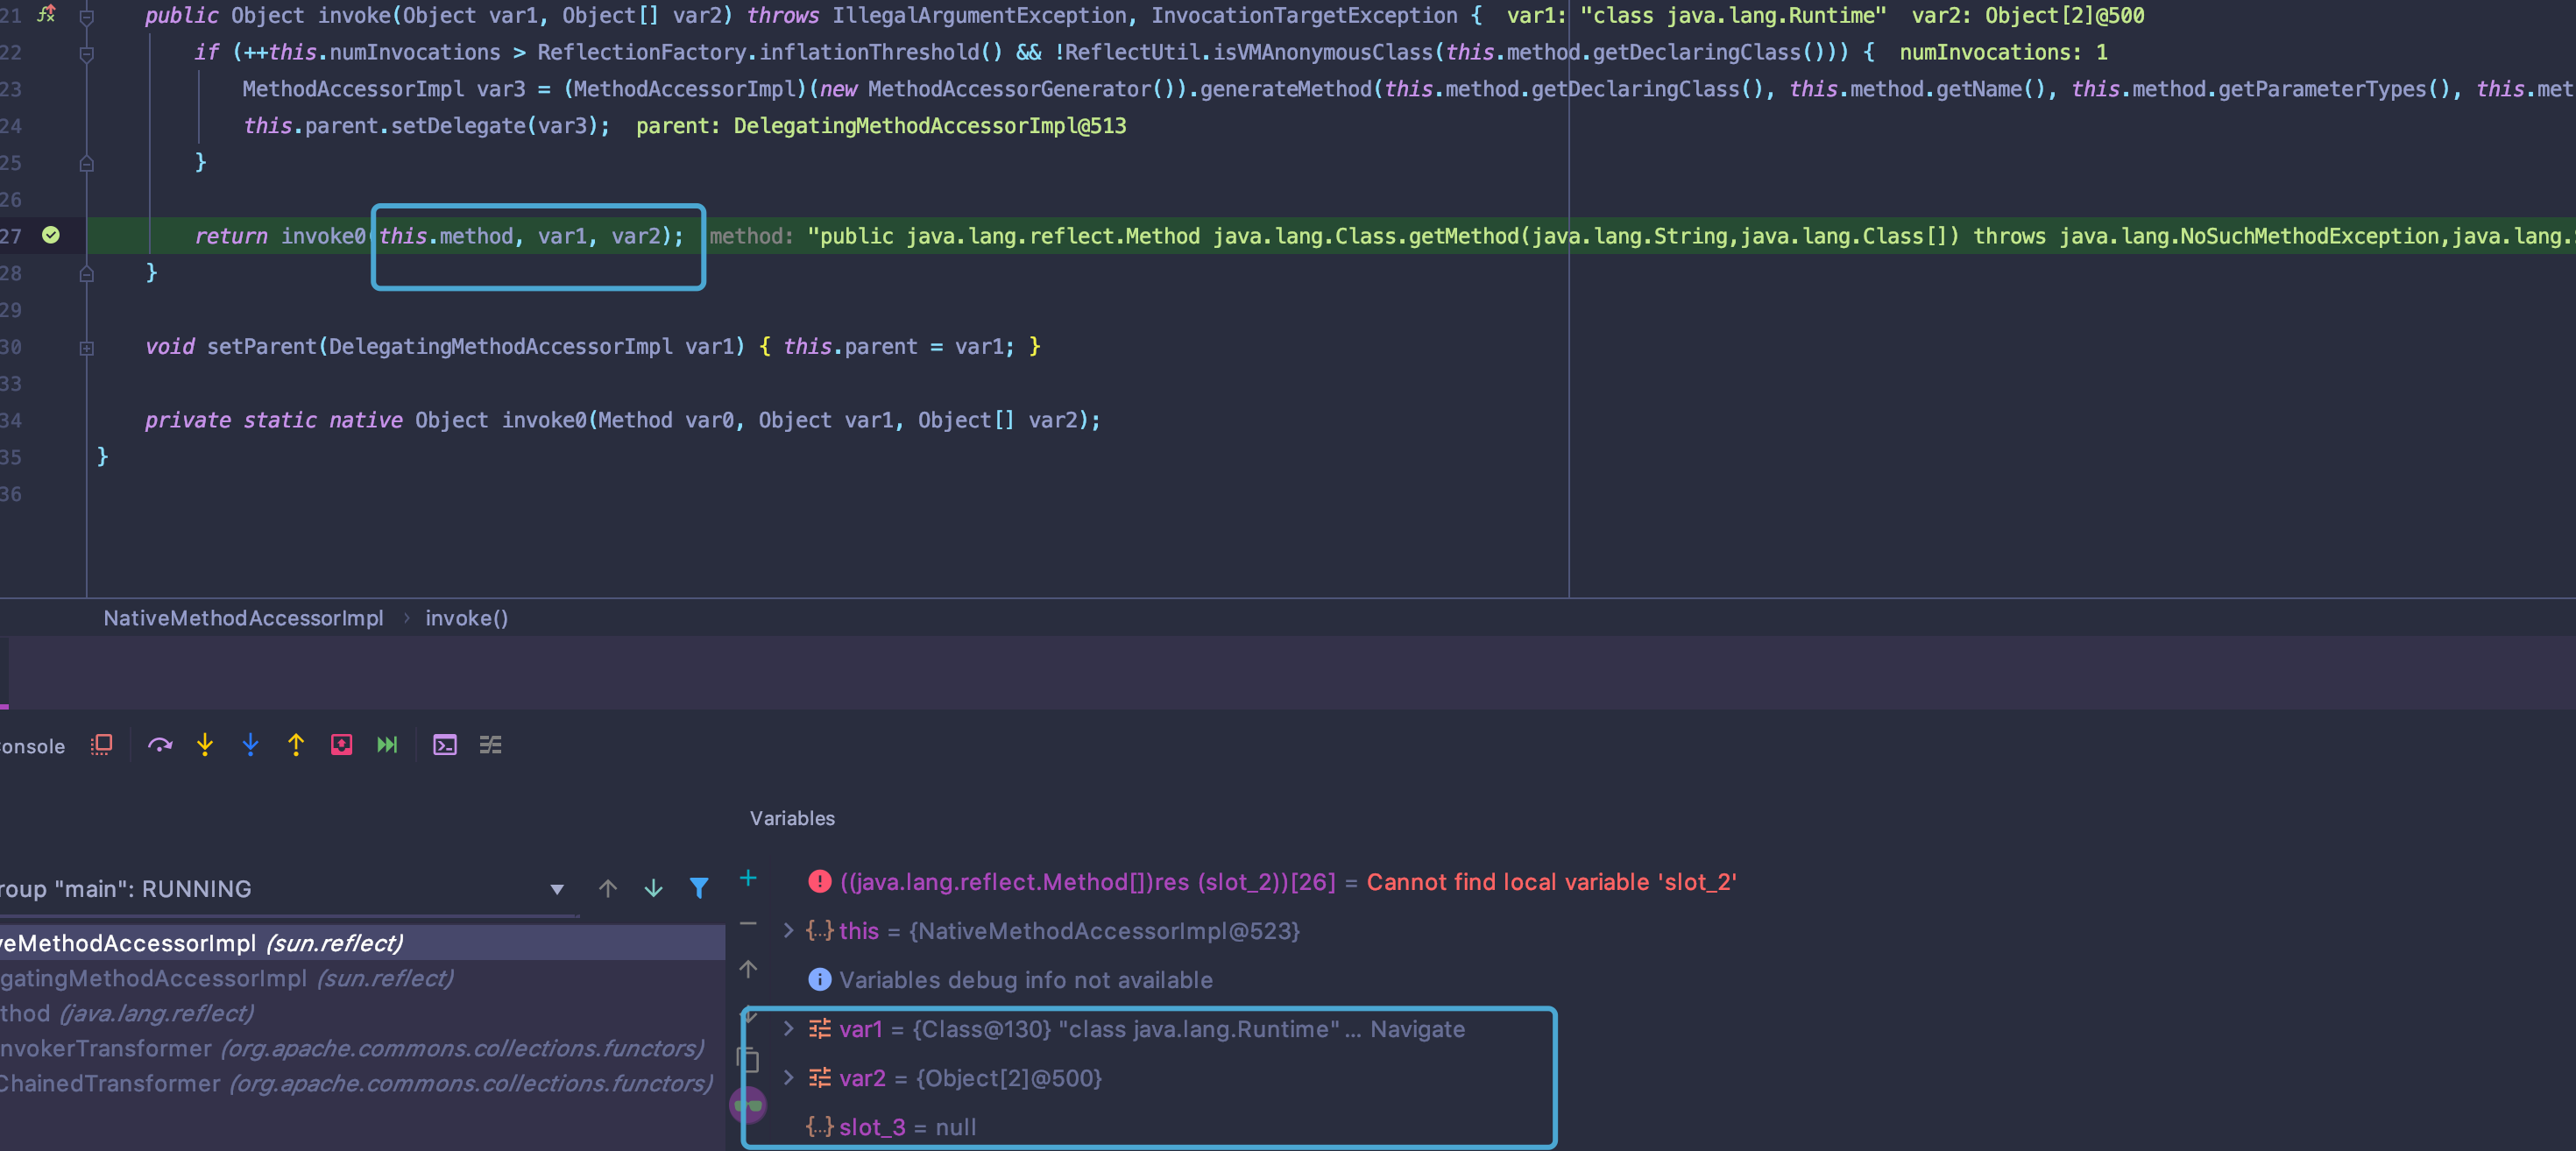 21 public Object invoke(Object var1, Object[] var2) throws IllegalArgumentException, InvocationTargetException { var1: "class java.lang.Runtime" var2: Object[2]@500
22 if (++this.numInvocations > ReflectionFactory.inflationThreshold() && !ReflectUtil.isVMAnonymousClass(this.method.getDeclaringClass())) { numInvocations: 1
23 MethodAccessorImpl var3 = (MethodAccessorImpl)(new MethodAccessorGenerator()).generateMethod(this.method.getDeclaringClass(), this.method.getName(), this.method.getParameterTypes(), this.met
24 this.parent.setDelegate(var3); parent: DelegatingMethodAccessorImpl@513
25 }
26
27 return invoke0(this.method, var1, var2); method: "public java.lang.reflect.Method java.lang.Class.getMethod(java.lang.String,java.lang.Class[]) throws java.lang.NoSuchMethodException,java.lang.
28 }
29
30 void setParent(DelegatingMethodAccessorImpl var1) { this.parent = var1; }
33
34 private static native Object invoke0(Method var0, Object var1, Object[] var2);
35 }
36
NativeMethodAccessorImpl › invoke()
onsole
Variables
roup "main": RUNNING
((java.lang.reflect.Method[])res (slot_2))[26] = Cannot find local variable 'slot_2'
this = {NativeMethodAccessorImpl@523}
Variables debug info not available
var1 = {Class@130} "class java.lang.Runtime" ... Navigate
var2 = {Object[2]@500}
slot_3 = null
veMethodAccessorImpl (sun.reflect)
gatingMethodAccessorImpl (sun.reflect)
thod (java.lang.reflect)
nvokerTransformer (org.apache.commons.collections.functors)
ChainedTransformer (org.apache.commons.collections.functors)